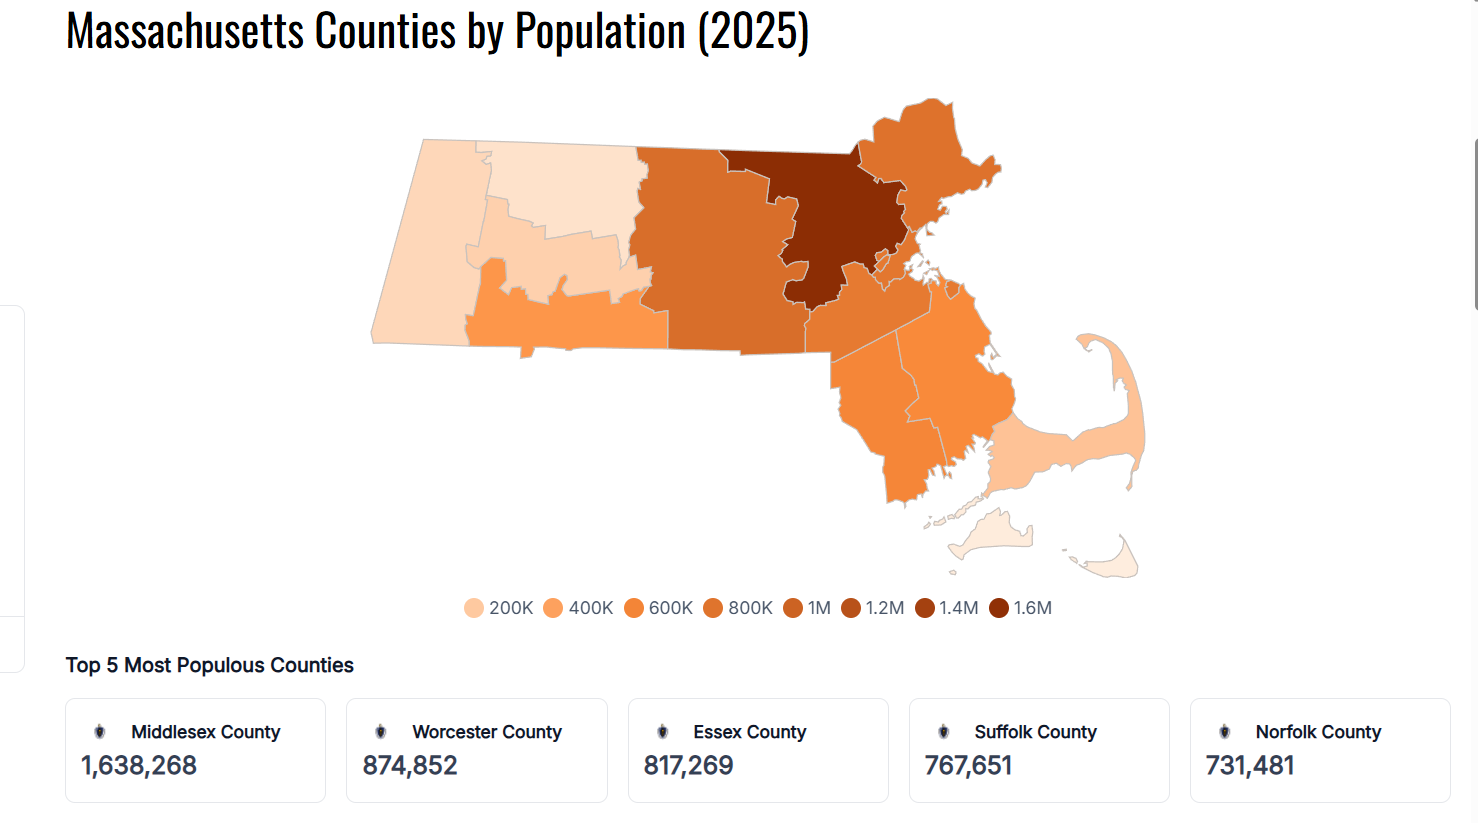 Massachusetts Counties by Population (2025)
200K 400K 600K 800K 1M 1.2M 1.4M 1.6M
Top 5 Most Populous Counties
Middlesex County
1,638,268
Worcester County
874,852
Essex County
817,269
Suffolk County
767,651
Norfolk County
731,481